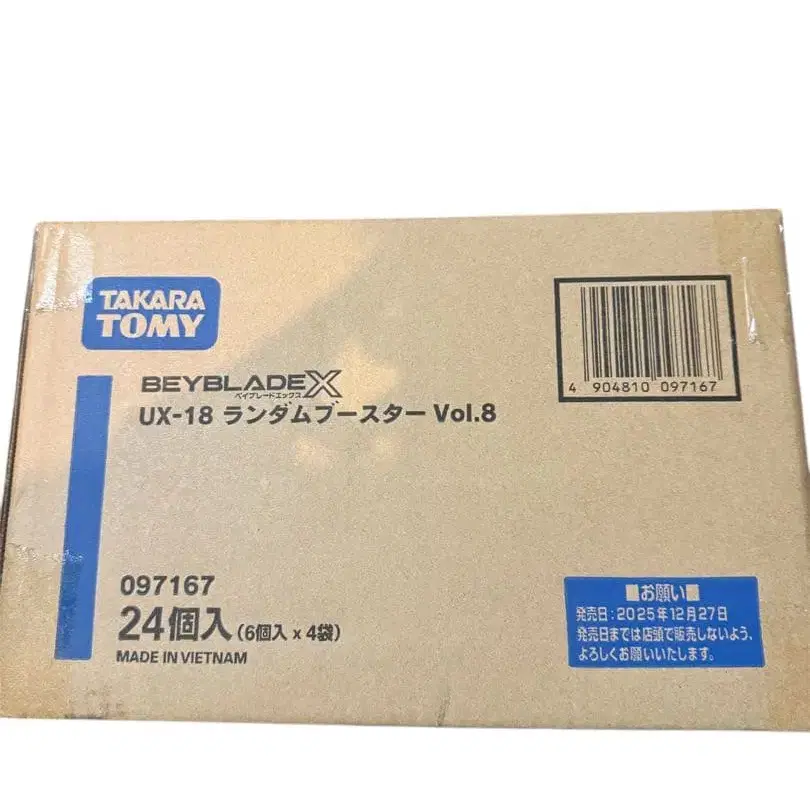 TAKARA
TOMY
BEYBLADE X
ベイブレードエックス
UX-18 ランダムブースター Vol.8
4 904810 097167
097167
24個入(6個入 x 4袋)
MADE IN VIETNAM
■お願い■
発売日:2025年12月27日
発売日までは店頭で販売しないよう、
よろしくお願いいたします。